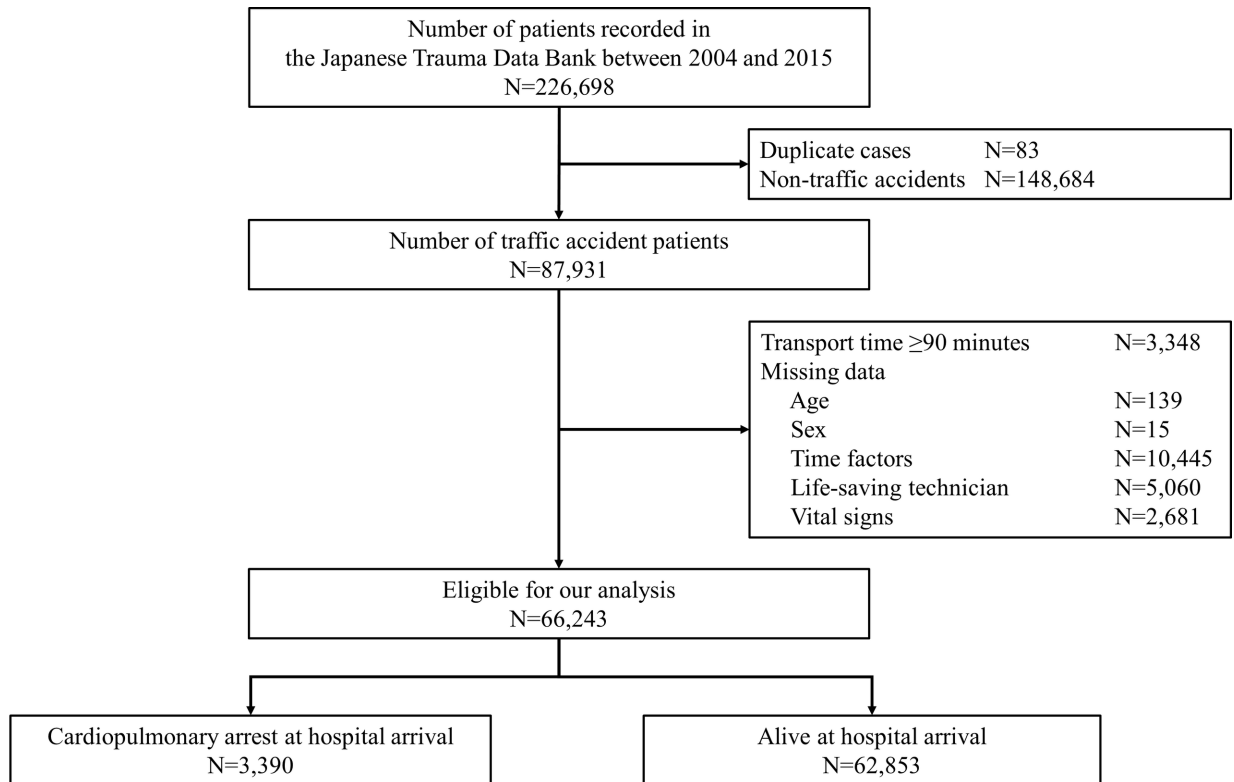 Number of patients recorded in
the Japanese Trauma Data Bank between 2004 and 2015
N=226,698
Duplicate cases N=83
Non-traffic accidents N=148,684
Number of traffic accident patients
N=87,931
Transport time ≥90 minutes N=3,348
Missing data
Age N=139
Sex N=15
Time factors N=10,445
Life-saving technician N=5,060
Vital signs N=2,681
Eligible for our analysis
N=66,243
Cardiopulmonary arrest at hospital arrival
N=3,390
Alive at hospital arrival
N=62,853